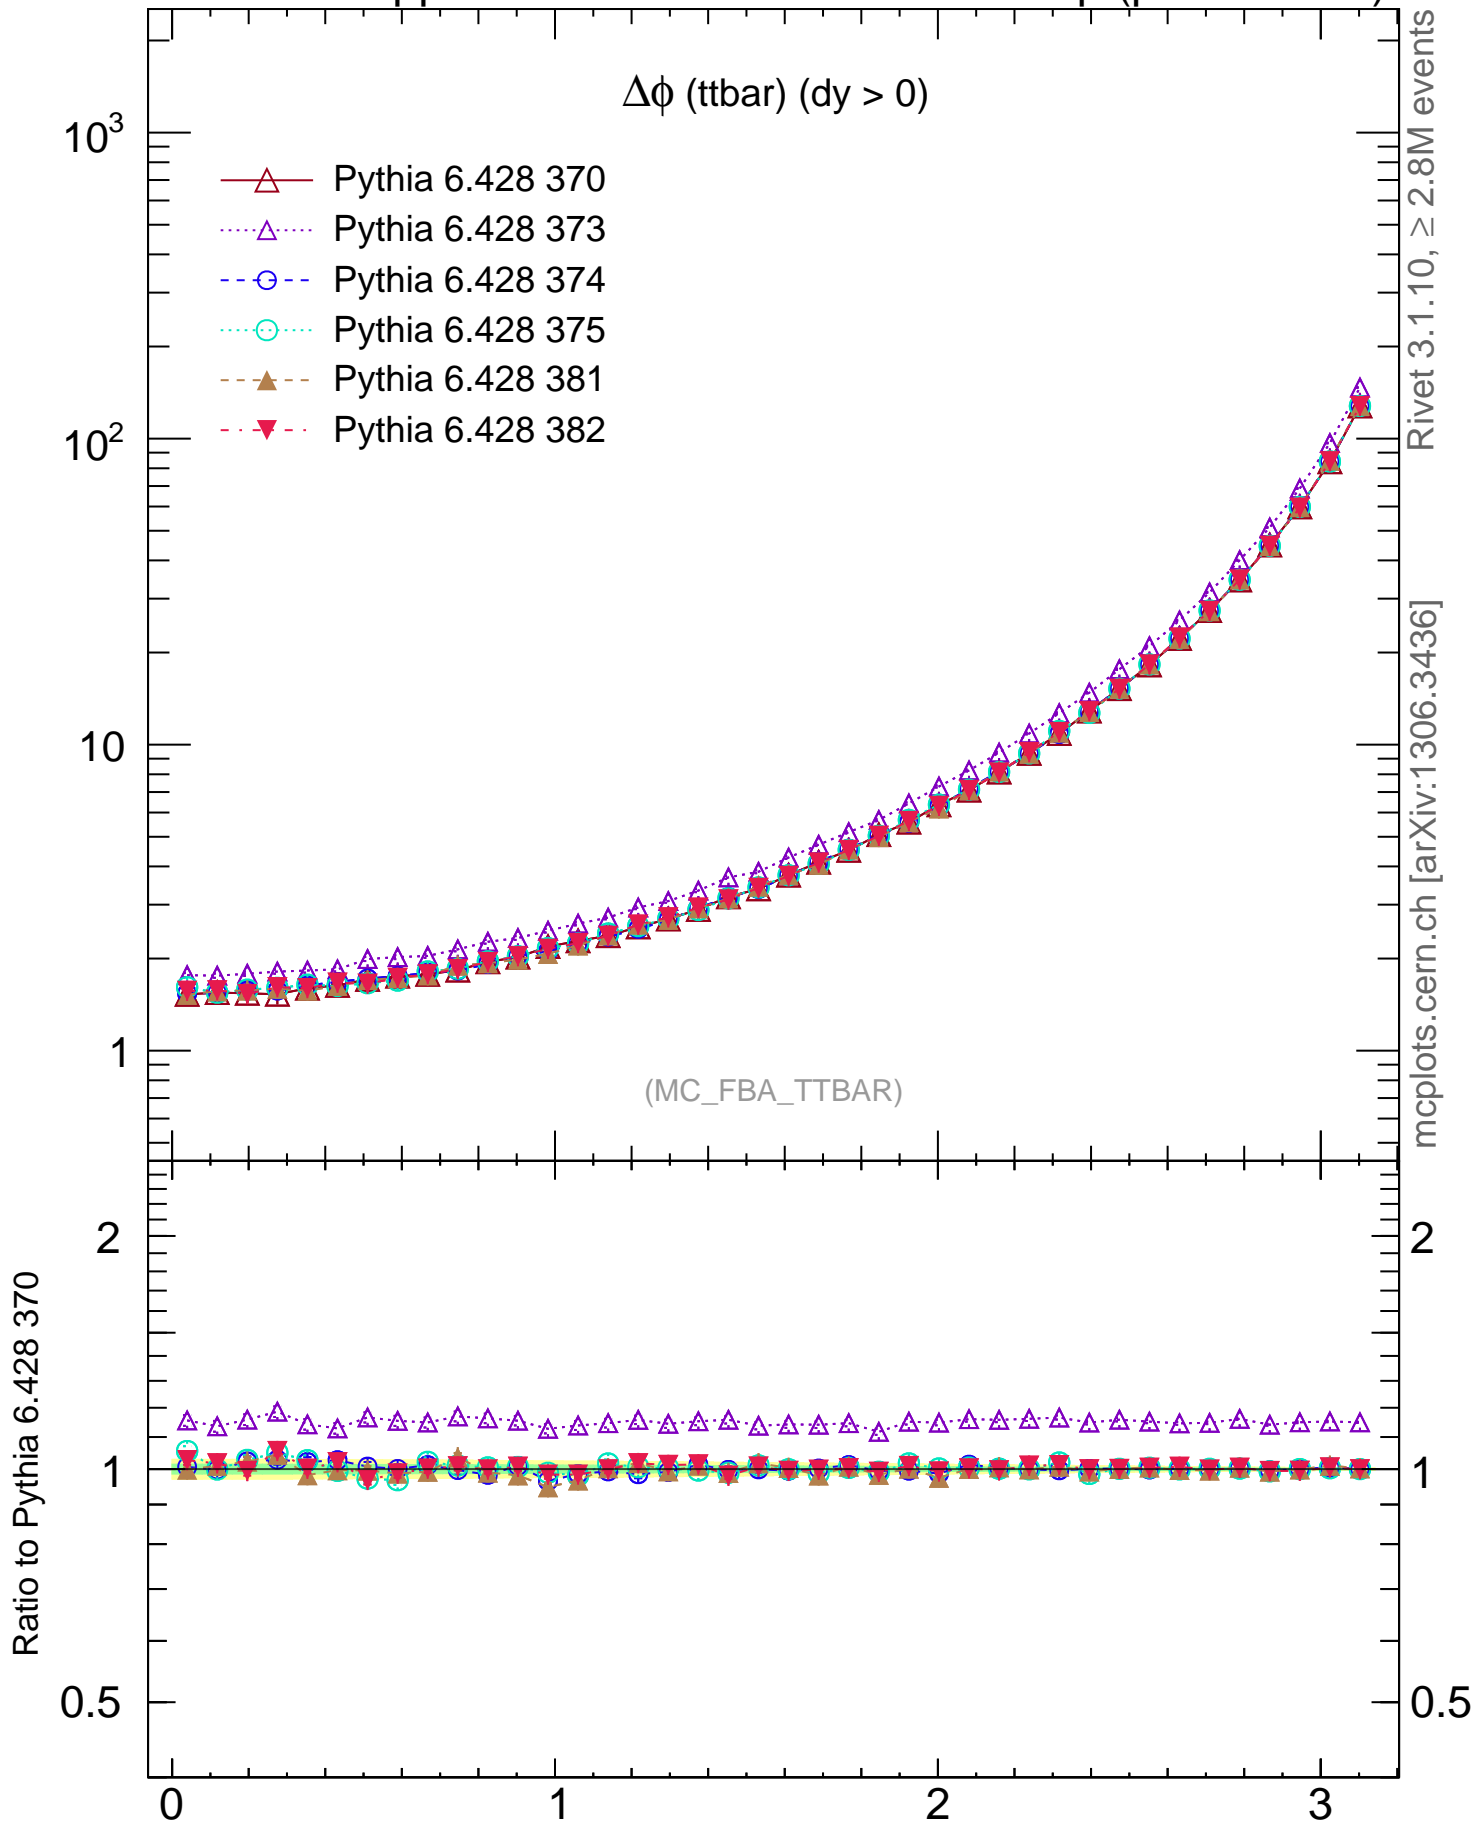 Δϕ (ttbar) (dy > 0)
Pythia 6.428 370
Pythia 6.428 373
Pythia 6.428 374
Pythia 6.428 375
Pythia 6.428 381
Pythia 6.428 382
10³
10²
10
1
(MC_FBA_TTBAR)
Rivet 3.1.10, ≥ 2.8M events
mcplots.cern.ch [arXiv:1306.3436]
Ratio to Pythia 6.428 370
2
1
0.5
2
1
0.5
0
1
2
3